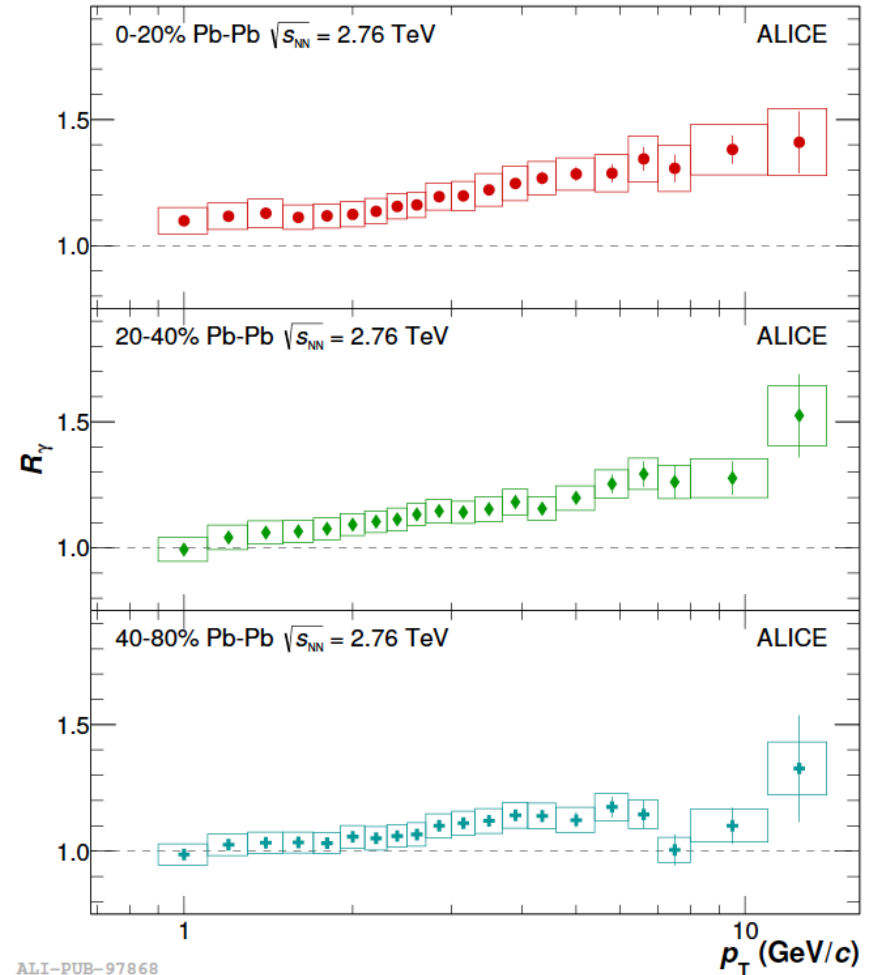 0-20% Pb-Pb √sNN = 2.76 TeV ALICE
1.5
1.0
20-40% Pb-Pb √sNN = 2.76 TeV ALICE
1.5
Rγ
1.0
40-80% Pb-Pb √sNN = 2.76 TeV ALICE
1.5
1.0
1 10
pT (GeV/c)
ALI-PUB-97868